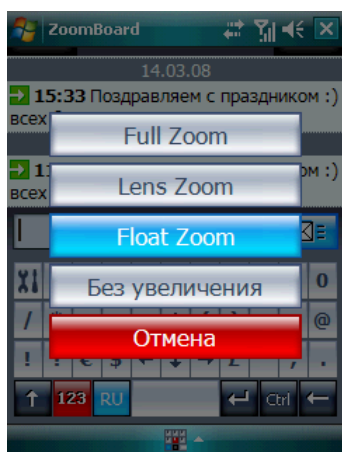 ZoomBoard
14.03.08
15:33 Поздравляем с праздником :)
всех
Full Zoom
Lens Zoom
Float Zoom
Без увеличения
Отмена
0
/ @
! € $ , .
123 RU Ctrl